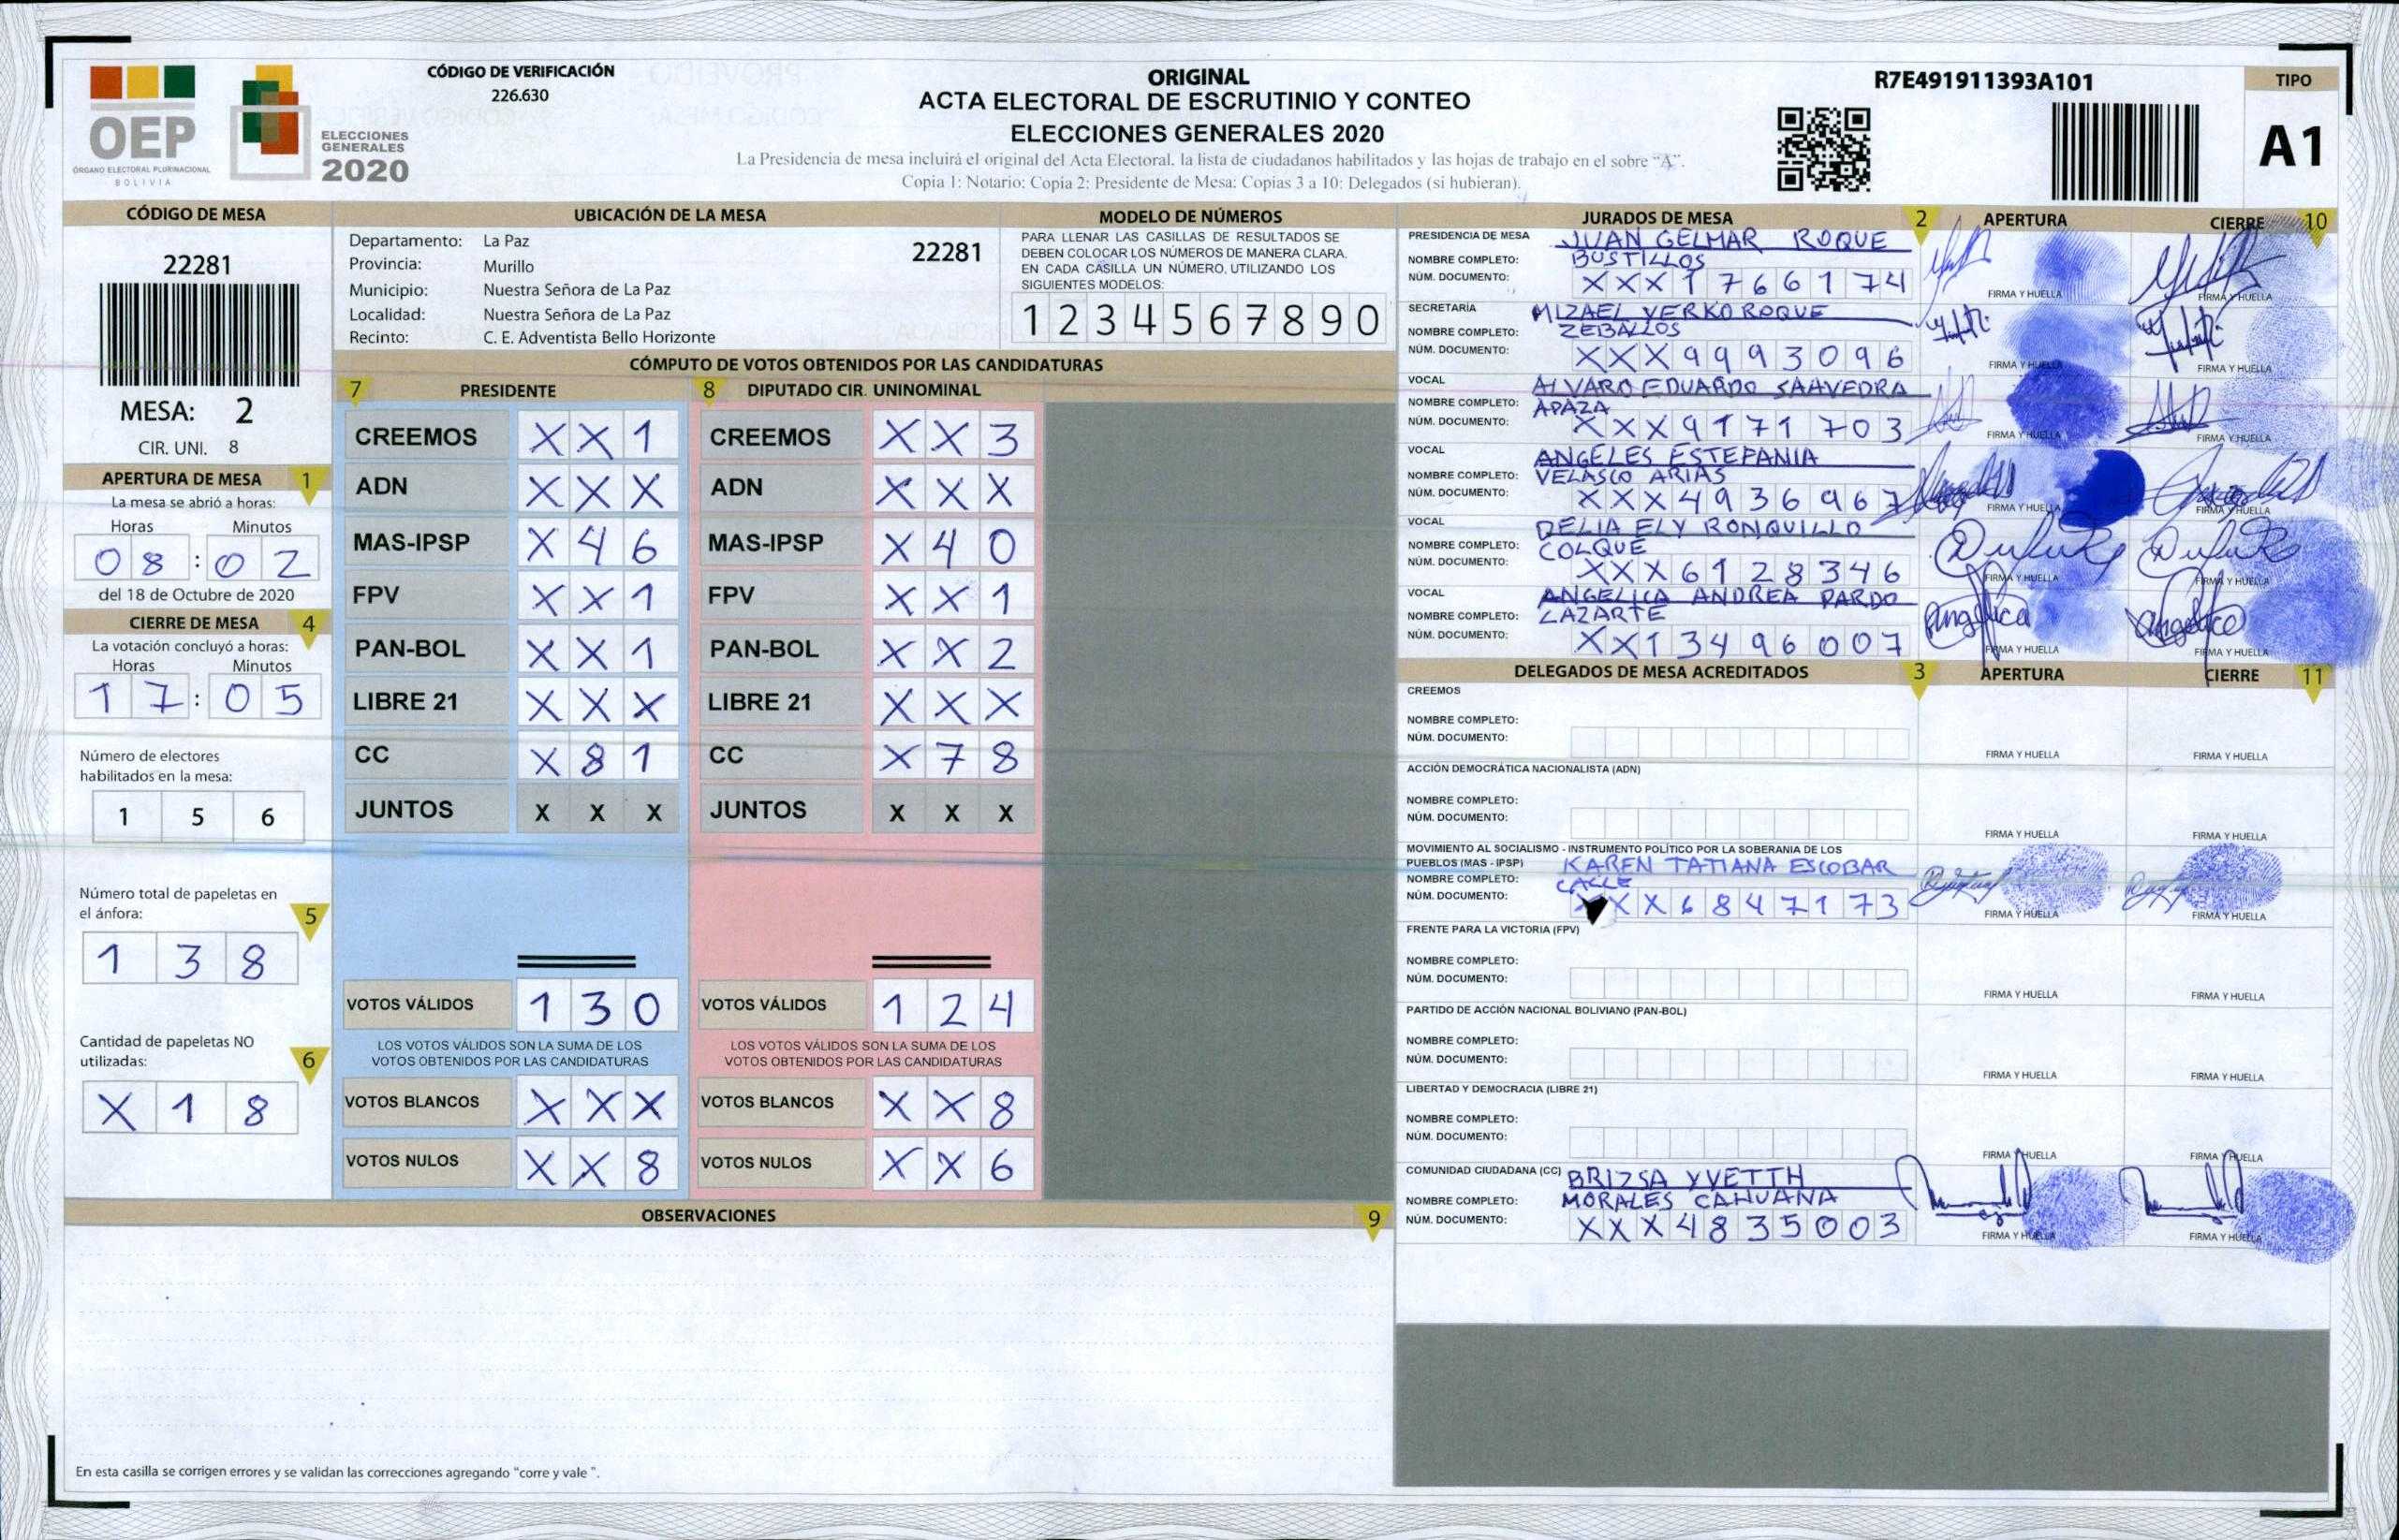 OEP
ÓRGANO ELECTORAL PLURINACIONAL
BOLIVIA
ELECCIONES
GENERALES
2020
CÓDIGO DE VERIFICACIÓN
226.630
ORIGINAL
ACTA ELECTORAL DE ESCRUTINIO Y CONTEO
ELECCIONES GENERALES 2020
La Presidencia de mesa incluirá el original del Acta Electoral, la lista de ciudadanos habilitados y las hojas de trabajo en el sobre “A”.
Copia 1: Notario; Copia 2: Presidente de Mesa; Copias 3 a 10: Delegados (si hubieran).
R7E491911393A101
TIPO
A1
CÓDIGO DE MESA
22281
MESA: 2
CIR. UNI. 8
APERTURA DE MESA 1
La mesa se abrió a horas:
Horas Minutos
08:02
del 18 de Octubre de 2020
CIERRE DE MESA 4
La votación concluyó a horas:
Horas Minutos
17:05
Número de electores
habilitados en la mesa:
1 5 6
Número total de papeletas en
el ánfora: 5
1 3 8
Cantidad de papeletas NO
utilizadas: 6
X 1 8
UBICACIÓN DE LA MESA
Departamento: La Paz 22281
Provincia: Murillo
Municipio: Nuestra Señora de La Paz
Localidad: Nuestra Señora de La Paz
Recinto: C. E. Adventista Bello Horizonte
MODELO DE NÚMEROS
PARA LLENAR LAS CASILLAS DE RESULTADOS SE
DEBEN COLOCAR LOS NÚMEROS DE MANERA CLARA.
EN CADA CASILLA UN NÚMERO, UTILIZANDO LOS
SIGUIENTES MODELOS:
1 2 3 4 5 6 7 8 9 0
CÓMPUTO DE VOTOS OBTENIDOS POR LAS CANDIDATURAS
7 PRESIDENTE 8 DIPUTADO CIR. UNINOMINAL
CREEMOS X X 1 CREEMOS X X 3
ADN X X X ADN X X X
MAS-IPSP X 4 6 MAS-IPSP X 4 0
FPV X X 1 FPV X X 1
PAN-BOL X X 1 PAN-BOL X X 2
LIBRE 21 X X X LIBRE 21 X X X
CC X 8 1 CC X 7 8
JUNTOS X X X JUNTOS X X X
VOTOS VÁLIDOS 1 3 0 VOTOS VÁLIDOS 1 2 4
LOS VOTOS VÁLIDOS SON LA SUMA DE LOS LOS VOTOS VÁLIDOS SON LA SUMA DE LOS
VOTOS OBTENIDOS POR LAS CANDIDATURAS VOTOS OBTENIDOS POR LAS CANDIDATURAS
VOTOS BLANCOS X X X VOTOS BLANCOS X X 8
VOTOS NULOS X X 8 VOTOS NULOS X X 6
OBSERVACIONES 9
En esta casilla se corrigen errores y se validan las correcciones agregando “corre y vale ”.
JURADOS DE MESA 2 APERTURA CIERRE 10
PRESIDENCIA DE MESA JUAN GELMAR ROQUE
NOMBRE COMPLETO: BUSTILLOS
NÚM. DOCUMENTO: X X X 1 7 6 6 1 7 4
FIRMA Y HUELLA FIRMA Y HUELLA
SECRETARÍA MIZAEL YERKO ROQUE
NOMBRE COMPLETO: ZEBALLOS
NÚM. DOCUMENTO: X X X 9 9 9 3 0 9 6
FIRMA Y HUELLA FIRMA Y HUELLA
VOCAL ALVARO EDUARDO SAAVEDRA
NOMBRE COMPLETO: APAZA
NÚM. DOCUMENTO: X X X 9 1 7 1 7 0 3
FIRMA Y HUELLA FIRMA Y HUELLA
VOCAL ANGELES ESTEFANIA
NOMBRE COMPLETO: VELASCO ARIAS
NÚM. DOCUMENTO: X X X 4 9 3 6 9 6 7
FIRMA Y HUELLA FIRMA Y HUELLA
VOCAL DELIA ELY RONQUILLO
NOMBRE COMPLETO: COLQUE
NÚM. DOCUMENTO: X X X 6 1 2 8 3 4 6
FIRMA Y HUELLA FIRMA Y HUELLA
VOCAL ANGELICA ANDREA PARDO
NOMBRE COMPLETO: LAZARTE
NÚM. DOCUMENTO: X X 1 3 4 9 6 0 0 7
Angélica Angelica
FIRMA Y HUELLA FIRMA Y HUELLA
DELEGADOS DE MESA ACREDITADOS 3 APERTURA CIERRE 11
CREEMOS
NOMBRE COMPLETO:
NÚM. DOCUMENTO:
FIRMA Y HUELLA FIRMA Y HUELLA
ACCIÓN DEMOCRÁTICA NACIONALISTA (ADN)
NOMBRE COMPLETO:
NÚM. DOCUMENTO:
FIRMA Y HUELLA FIRMA Y HUELLA
MOVIMIENTO AL SOCIALISMO - INSTRUMENTO POLÍTICO POR LA SOBERANIA DE LOS
PUEBLOS (MAS - IPSP) KAREN TATIANA ESCOBAR
NOMBRE COMPLETO: CALLE
NÚM. DOCUMENTO: X X X 6 8 4 7 1 7 3
FIRMA Y HUELLA FIRMA Y HUELLA
FRENTE PARA LA VICTORIA (FPV)
NOMBRE COMPLETO:
NÚM. DOCUMENTO:
FIRMA Y HUELLA FIRMA Y HUELLA
PARTIDO DE ACCIÓN NACIONAL BOLIVIANO (PAN-BOL)
NOMBRE COMPLETO:
NÚM. DOCUMENTO:
FIRMA Y HUELLA FIRMA Y HUELLA
LIBERTAD Y DEMOCRACIA (LIBRE 21)
NOMBRE COMPLETO:
NÚM. DOCUMENTO:
FIRMA Y HUELLA FIRMA Y HUELLA
COMUNIDAD CIUDADANA (CC) BRIZSA YVETTH
NOMBRE COMPLETO: MORALES CAHUANA
NÚM. DOCUMENTO: X X X 4 8 3 5 0 0 3
FIRMA Y HUELLA FIRMA Y HUELLA